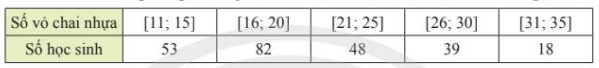 Số vỏ chai nhựa [11; 15] [16; 20] [21; 25] [26; 30] [31; 35]
Số học sinh 53 82 48 39 18